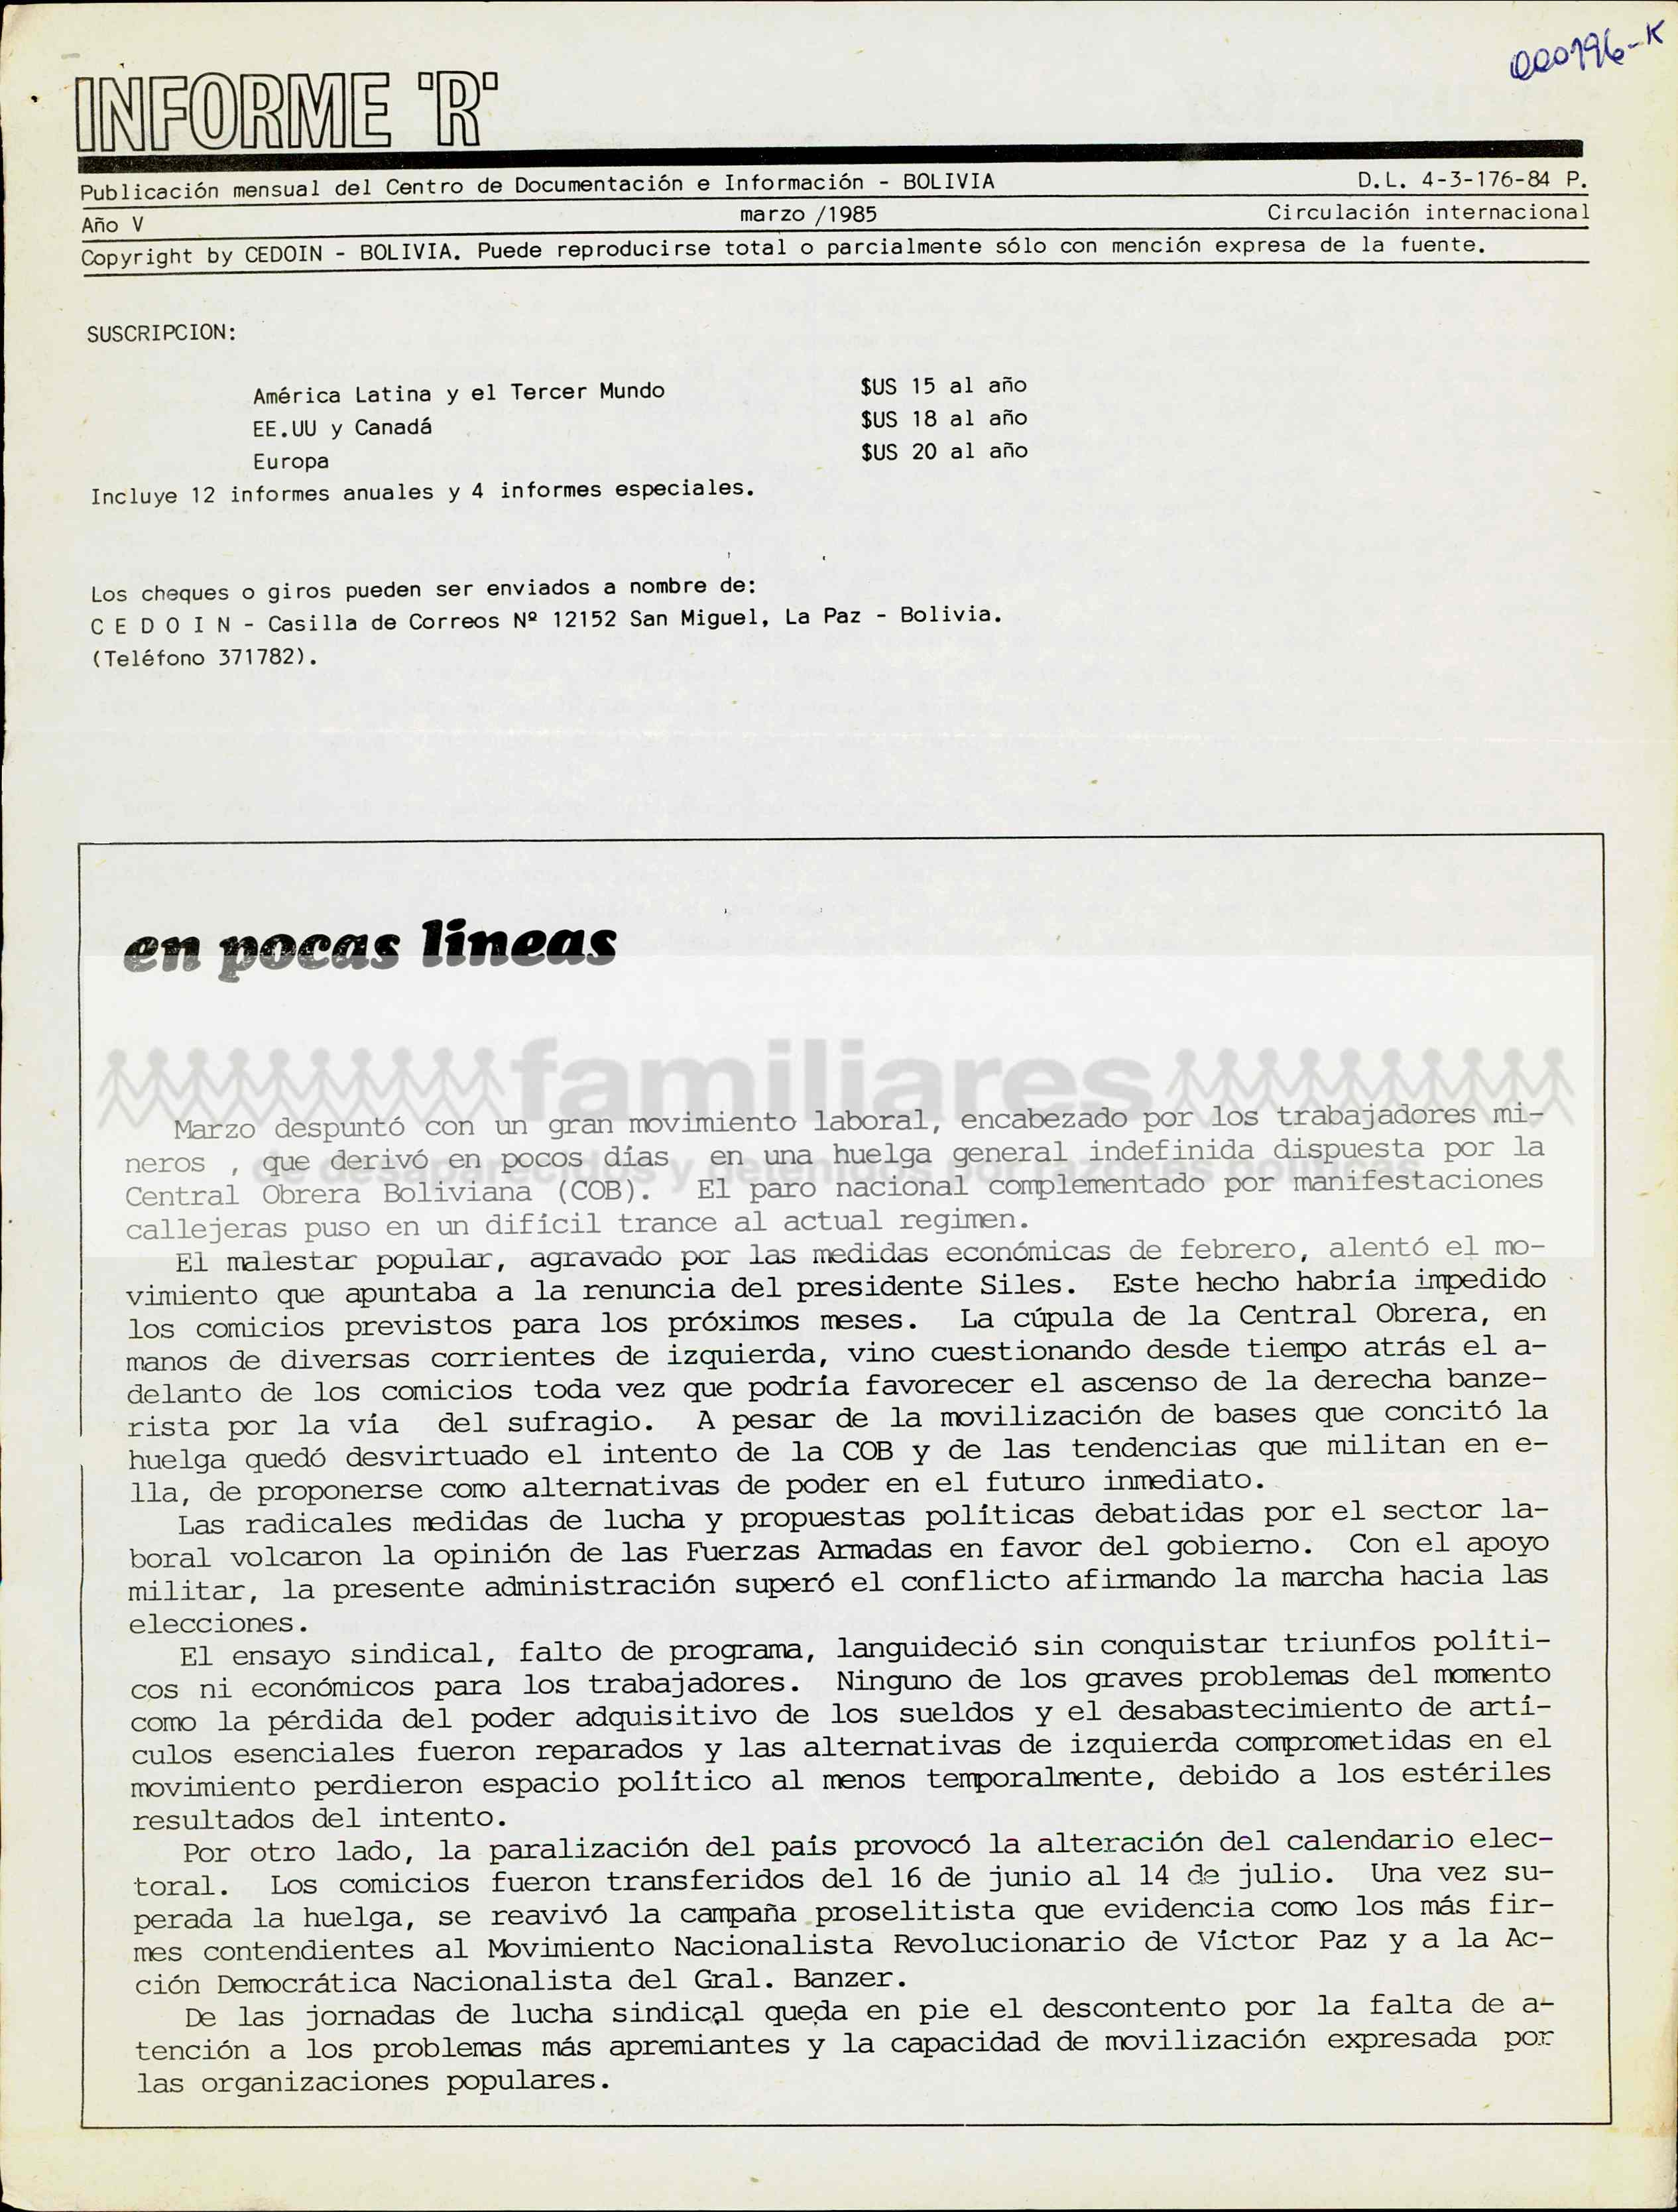 000196-K
INFORME "R"
Publicación mensual del Centro de Documentación e Información - BOLIVIA D.L. 4-3-176-84 P.
Año V marzo /1985 Circulación internacional
Copyright by CEDOIN - BOLIVIA. Puede reproducirse total o parcialmente sólo con mención expresa de la fuente.
SUSCRIPCION:
América Latina y el Tercer Mundo $US 15 al año
EE.UU y Canadá $US 18 al año
Europa $US 20 al año
Incluye 12 informes anuales y 4 informes especiales.
Los cheques o giros pueden ser enviados a nombre de:
C E D O I N - Casilla de Correos Nº 12152 San Miguel, La Paz - Bolivia.
(Teléfono 371782).
en pocas lineas
familiares
de desaparecidos y detenidos por razones políticas
Marzo despuntó con un gran movimiento laboral, encabezado por los trabajadores mi-
neros , que derivó en pocos días en una huelga general indefinida dispuesta por la
Central Obrera Boliviana (COB). El paro nacional complementado por manifestaciones
callejeras puso en un difícil trance al actual regimen.
El malestar popular, agravado por las medidas económicas de febrero, alentó el mo-
vimiento que apuntaba a la renuncia del presidente Siles. Este hecho habría impedido
los comicios previstos para los próximos meses. La cúpula de la Central Obrera, en
manos de diversas corrientes de izquierda, vino cuestionando desde tiempo atrás el a-
delanto de los comicios toda vez que podría favorecer el ascenso de la derecha banze-
rista por la vía del sufragio. A pesar de la movilización de bases que concitó la
huelga quedó desvirtuado el intento de la COB y de las tendencias que militan en e-
lla, de proponerse como alternativas de poder en el futuro inmediato.
Las radicales medidas de lucha y propuestas políticas debatidas por el sector la-
boral volcaron la opinión de las Fuerzas Armadas en favor del gobierno. Con el apoyo
militar, la presente administración superó el conflicto afirmando la marcha hacia las
elecciones.
El ensayo sindical, falto de programa, languideció sin conquistar triunfos políti-
cos ni económicos para los trabajadores. Ninguno de los graves problemas del momento
como la pérdida del poder adquisitivo de los sueldos y el desabastecimiento de artí-
culos esenciales fueron reparados y las alternativas de izquierda comprometidas en el
movimiento perdieron espacio político al menos temporalmente, debido a los estériles
resultados del intento.
Por otro lado, la paralización del país provocó la alteración del calendario elec-
toral. Los comicios fueron transferidos del 16 de junio al 14 de julio. Una vez su-
perada la huelga, se reavivó la campaña proselitista que evidencia como los más fir-
mes contendientes al Movimiento Nacionalista Revolucionario de Víctor Paz y a la Ac-
ción Democrática Nacionalista del Gral. Banzer.
De las jornadas de lucha sindical queda en pie el descontento por la falta de a-
tención a los problemas más apremiantes y la capacidad de movilización expresada por
las organizaciones populares.